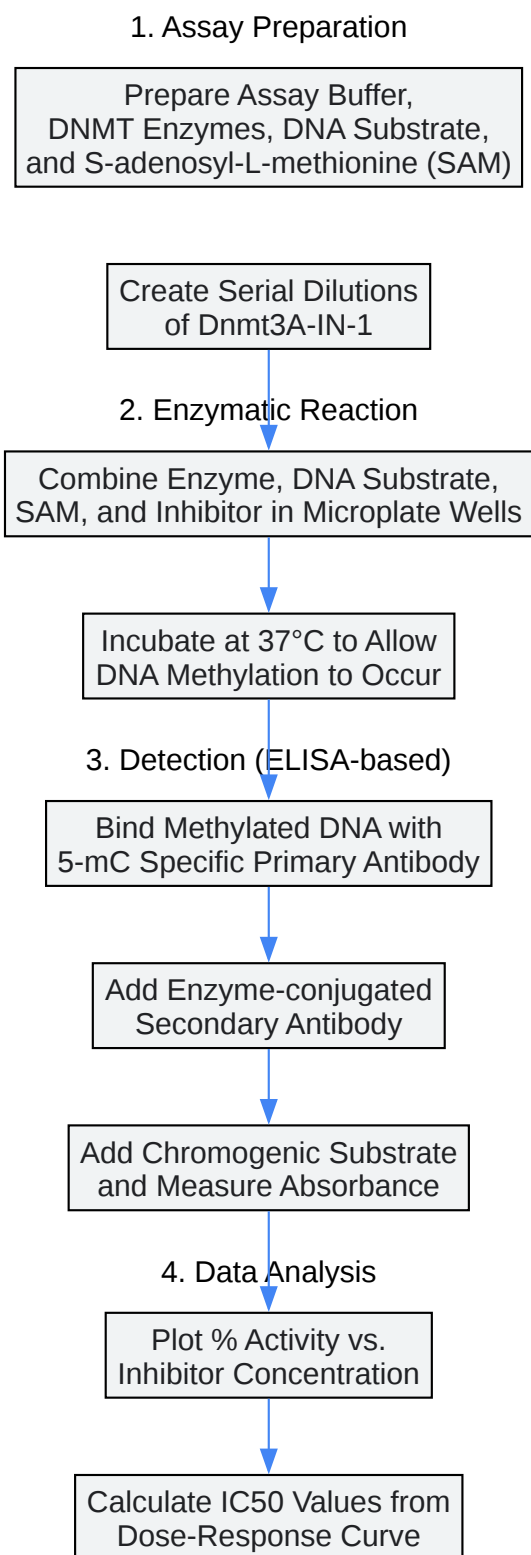 1. Assay Preparation
Prepare Assay Buffer,
DNMT Enzymes, DNA Substrate,
and S-adenosyl-L-methionine (SAM)
Create Serial Dilutions
of Dnmt3A-IN-1
2. Enzymatic Reaction
Combine Enzyme, DNA Substrate,
SAM, and Inhibitor in Microplate Wells
Incubate at 37°C to Allow
DNA Methylation to Occur
3. Detection (ELISA-based)
Bind Methylated DNA with
5-mC Specific Primary Antibody
Add Enzyme-conjugated
Secondary Antibody
Add Chromogenic Substrate
and Measure Absorbance
4. Data Analysis
Plot % Activity vs.
Inhibitor Concentration
Calculate IC50 Values from
Dose-Response Curve